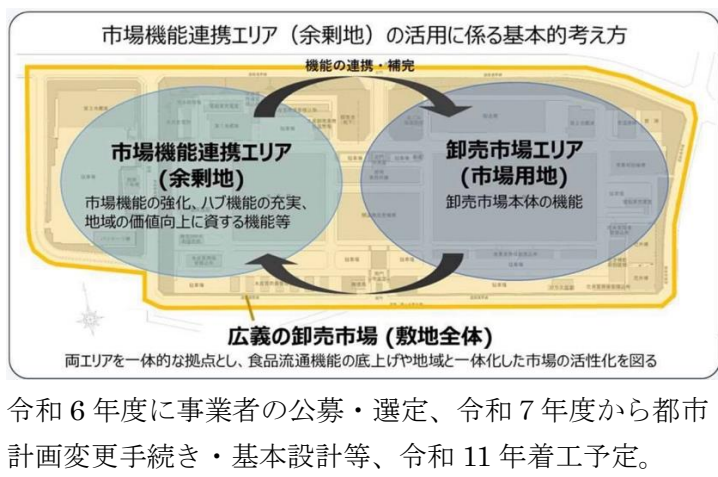 市場機能連携エリア（余剰地）の活用に係る基本的考え方
機能の連携・補完
市場機能連携エリア
(余剰地)
市場機能の強化、ハブ機能の充実、
地域の価値向上に資する機能等
卸売市場エリア
(市場用地)
卸売市場本体の機能
広義の卸売市場 (敷地全体)
両エリアを一体的な拠点とし、食品流通機能の底上げや地域と一体化した市場の活性化を図る
令和 6 年度に事業者の公募・選定、令和７年度から都市
計画変更手続き・基本設計等、令和 11 年着工予定。